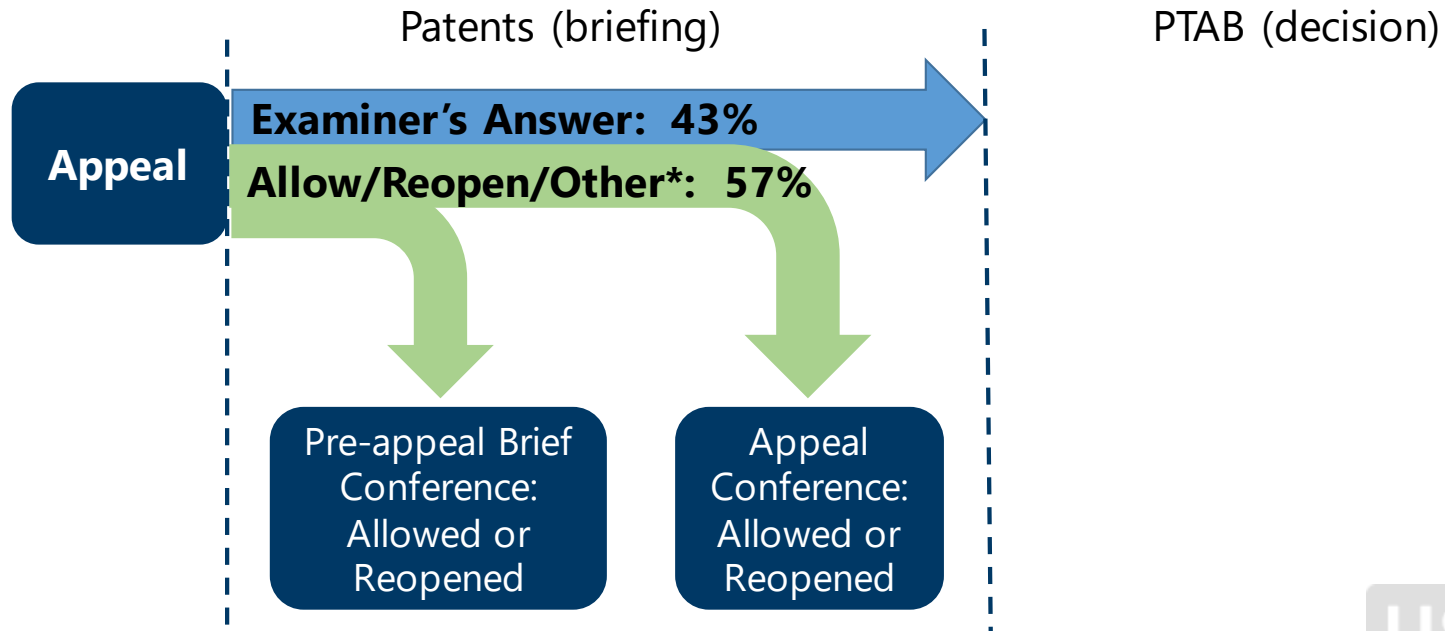 Patents (briefing)
PTAB (decision)
Appeal
Examiner’s Answer: 43%
Allow/Reopen/Other*: 57%
Pre-appeal Brief
Conference:
Allowed or
Reopened
Appeal
Conference:
Allowed or
Reopened